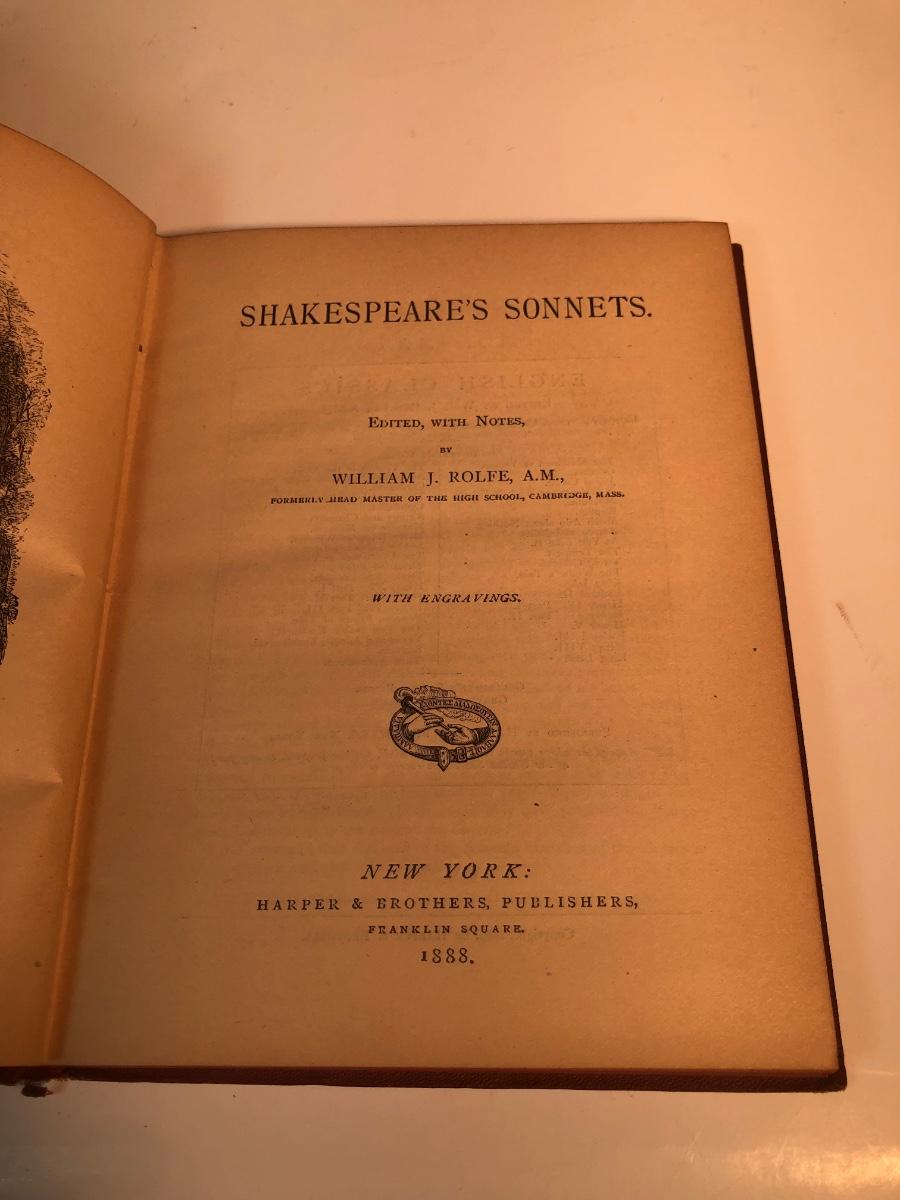 SHAKESPEARE'S SONNETS.
EDITED, WITH NOTES,
BY
WILLIAM J. ROLFE, A.M.,
FORMERLY HEAD MASTER OF THE HIGH SCHOOL, CAMBRIDGE, MASS.
WITH ENGRAVINGS.
NEW YORK:
HARPER & BROTHERS, PUBLISHERS,
FRANKLIN SQUARE.
1888.